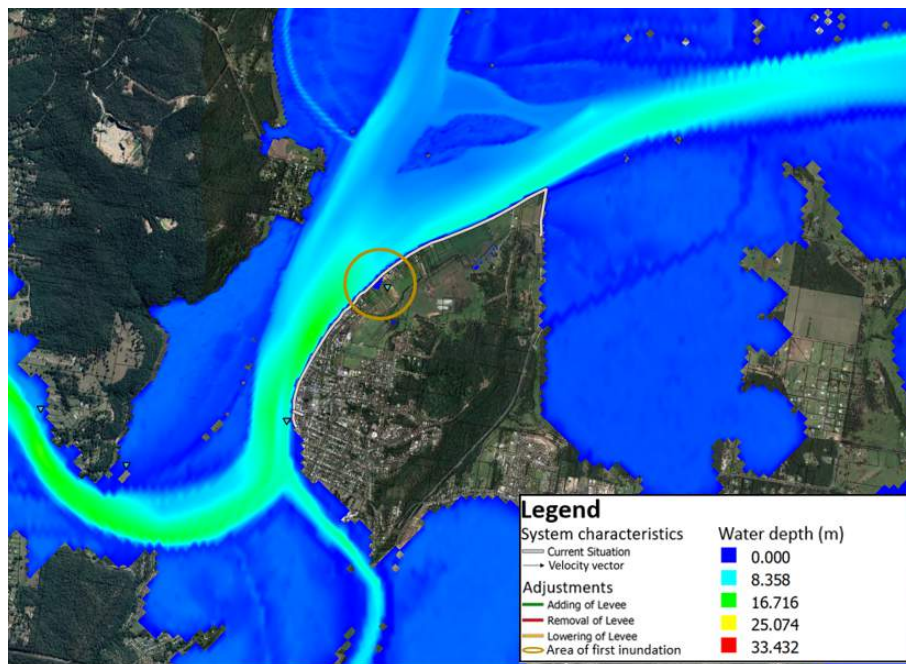 Legend
System characteristics
Current Situation
Velocity vector
Adjustments
Adding of Levee
Removal of Levee
Lowering of Levee
Area of first inundation
Water depth (m)
0.000
8.358
16.716
25.074
33.432